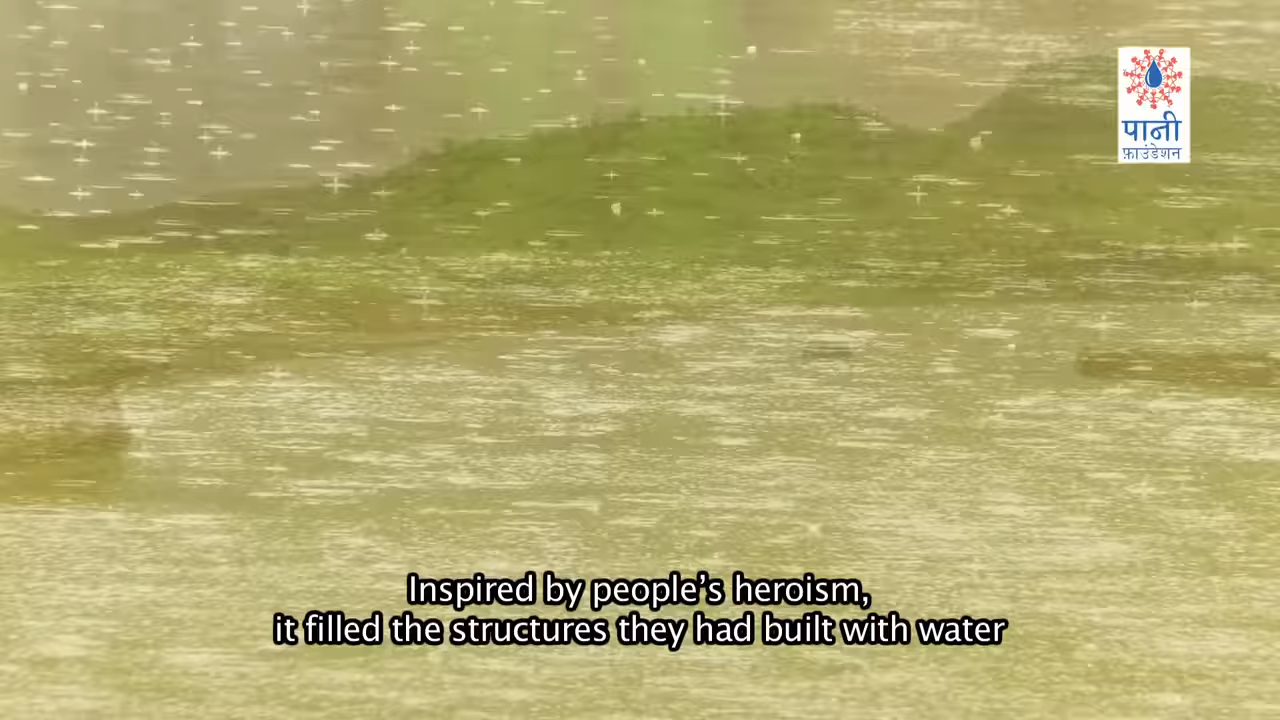 पानी
फ़ाउंडेशन
Inspired by people’s heroism,
it filled the structures they had built with water